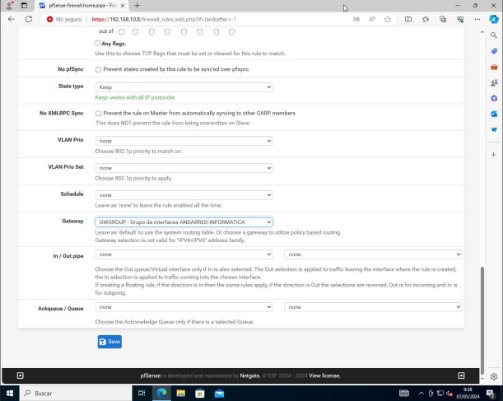 pfSense-firewall.home.arpa - Fire
No seguro
https://192.168.10.8/firewall_rules_edit.php?if=lan&after=-1
out of
Any flags.
Use this to choose TCP flags that must be set or cleared for this rule to match.
No pfSync
Prevent states created by this rule to be synced over pfsync.
State type
Keep
Keep: works with all IP protocols
No XMLRPC Sync
Prevent the rule on Master from automatically syncing to other CARP members
This does NOT prevent the rule from being overwritten on Slave.
VLAN Prio
none
Choose 802.1p priority to match on.
VLAN Prio Set
none
Choose 802.1p priority to apply.
Schedule
none
Leave as 'none' to leave the rule enabled all the time.
Gateway
GWGROUP - Grupo de interfaces ANDARRED-INFORMATICA
Leave as 'default' to use the system routing table. Or choose a gateway to utilize policy based routing.
Gateway selection is not valid for "IPV4+IPV6" address family.
In / Out pipe
none
none
Choose the Out queue/Virtual interface only if In is also selected. The Out selection is applied to traffic leaving the interface where the rule is created,
the In selection is applied to traffic coming into the chosen interface.
If creating a floating rule, if the direction is In then the same rules apply, if the direction is Out the selections are reversed, Out is for incoming and In is
for outgoing.
Ackqueue / Queue
none
none
Choose the Acknowledge Queue only if there is a selected Queue.
Save
pfSense is developed and maintained by Netgate. © ESF 2004 - 2024 View license.
Buscar
9:38
07/05/2024